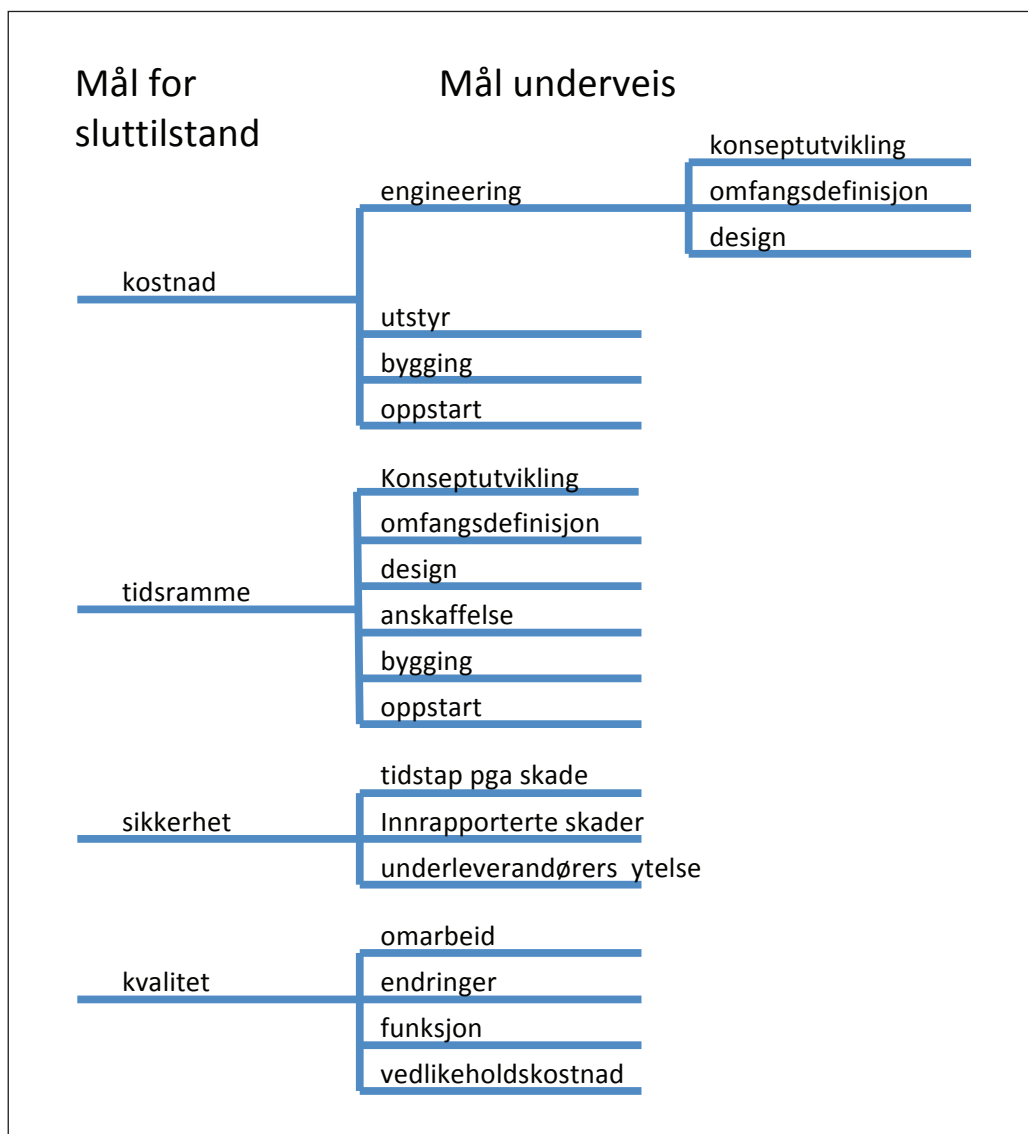 Mål for
sluttilstand
Mål underveis
kostnad
engineering
konseptutvikling
omfangsdefinisjon
design
utstyr
bygging
oppstart
tidsramme
Konseptutvikling
omfangsdefinisjon
design
anskaffelse
bygging
oppstart
sikkerhet
tidstap pga skade
Innrapporterte skader
underleverandørers ytelse
kvalitet
omarbeid
endringer
funksjon
vedlikeholdskostnad